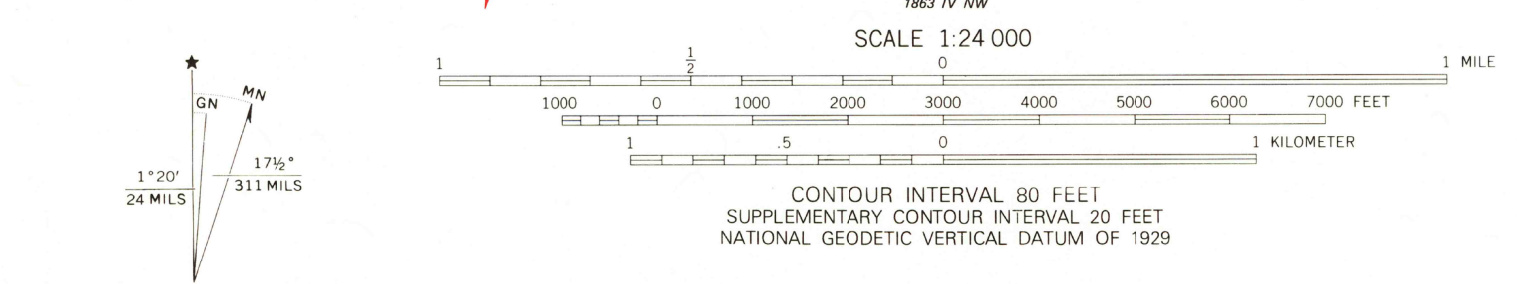 1863 IV NW
SCALE 1:24 000
1 1/2 0 1 MILE
1000 0 1000 2000 3000 4000 5000 6000 7000 FEET
1 .5 0 1 KILOMETER
CONTOUR INTERVAL 80 FEET
SUPPLEMENTARY CONTOUR INTERVAL 20 FEET
NATIONAL GEODETIC VERTICAL DATUM OF 1929
★
GN MN
1°20′
24 MILS
17½°
311 MILS